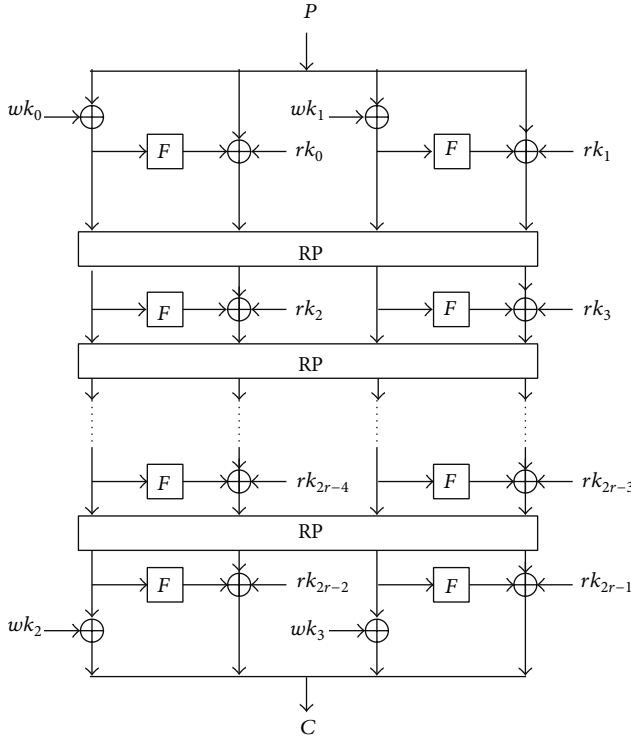 P
wk₀ wk₁
F rk₀ F rk₁
RP
F rk₂ F rk₃
RP
F rk₂ᵣ₋₄ F rk₂ᵣ₋₃
RP
F rk₂ᵣ₋₂ F rk₂ᵣ₋₁
wk₂ wk₃
C